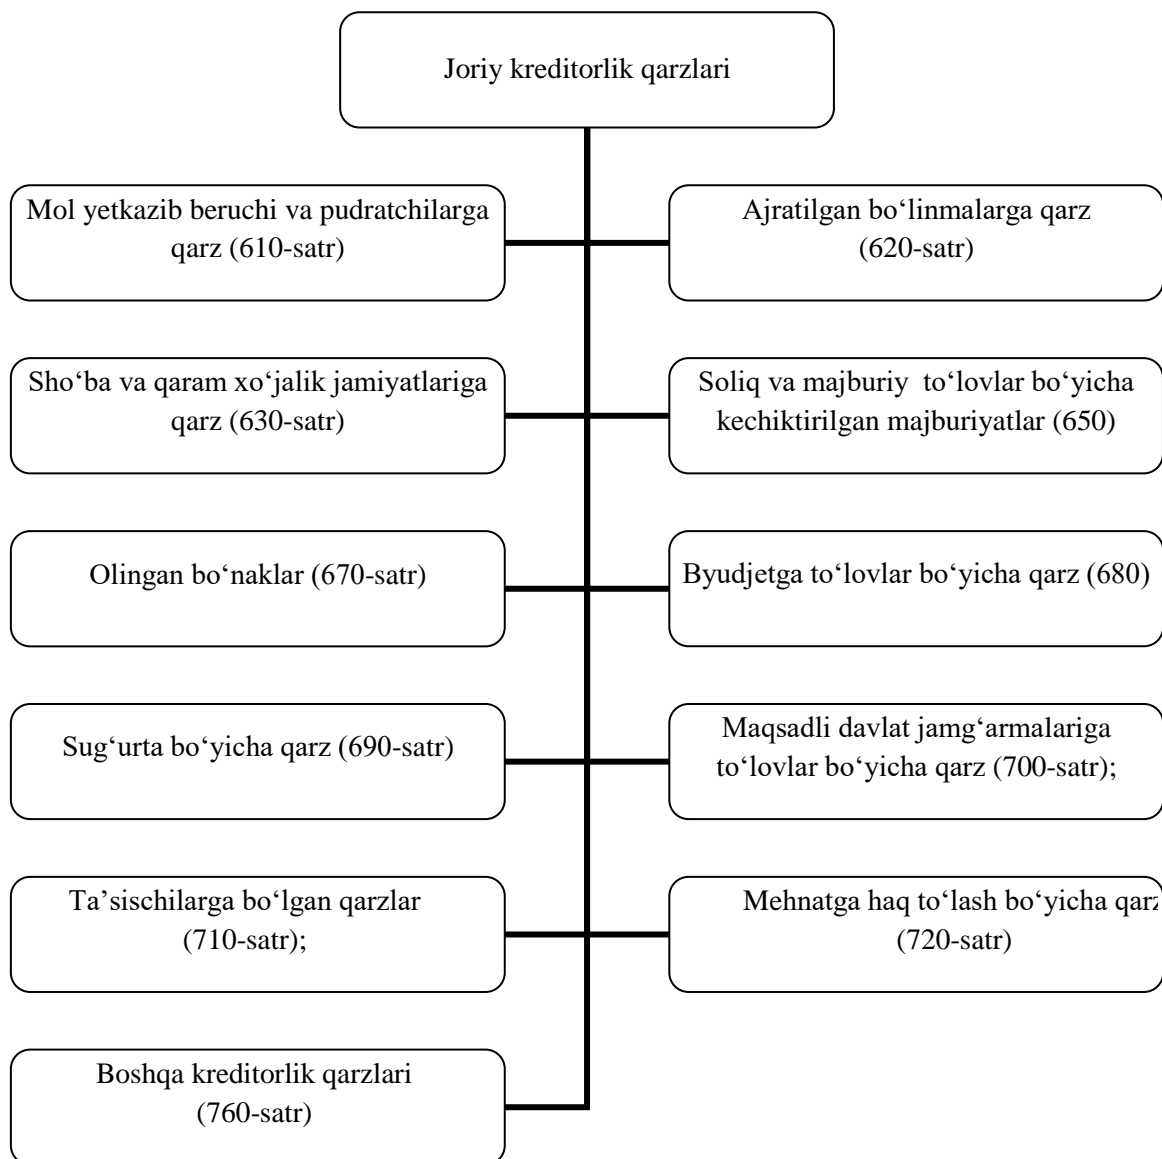 Joriy kreditorlik qarzlari
Mol yetkazib beruchi va pudratchilarga
qarz (610-satr)
Ajratilgan bo‘linmalarga qarz
(620-satr)
Sho‘ba va qaram xo‘jalik jamiyatlariga
qarz (630-satr)
Soliq va majburiy to‘lovlar bo‘yicha
kechiktirilgan majburiyatlar (650)
Olingan bo‘naklar (670-satr)
Byudjetga to‘lovlar bo‘yicha qarz (680)
Sug‘urta bo‘yicha qarz (690-satr)
Maqsadli davlat jamg‘armalariga
to‘lovlar bo‘yicha qarz (700-satr);
Ta’sischilarga bo‘lgan qarzlar
(710-satr);
Mehnatga haq to‘lash bo‘yicha qarz
(720-satr)
Boshqa kreditorlik qarzlari
(760-satr)